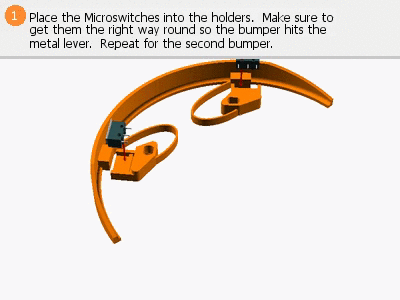 1 Place the Microswitches into the holders. Make sure to
get them the right way round so the bumper hits the
metal lever. Repeat for the second bumper.